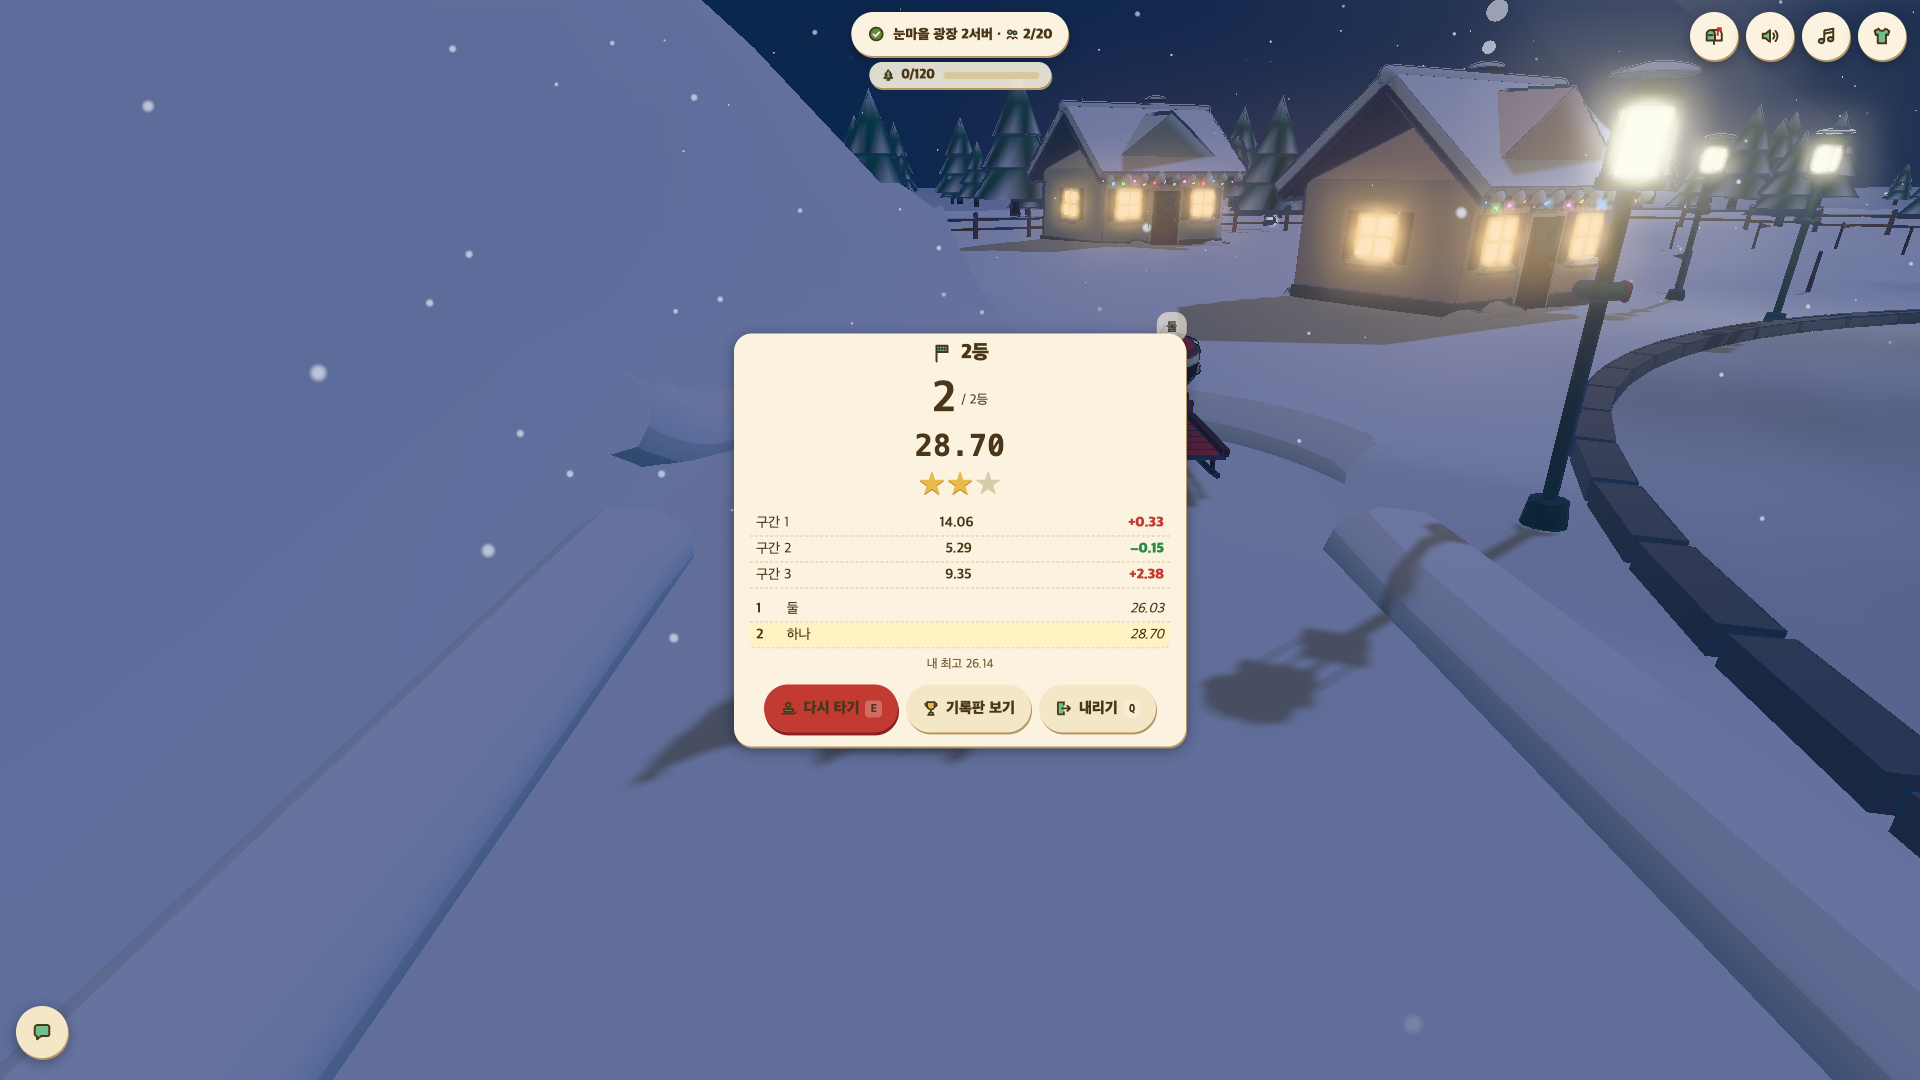 눈마을 광장 2서버 · 2/20
0/120
둘
2등
2 / 2등
28.70
구간 1 14.06 +0.33
구간 2 5.29 −0.15
구간 3 9.35 +2.38
1 둘 26.03
2 하나 28.70
내 최고 26.14
다시 타기 E 기록판 보기 내리기 Q